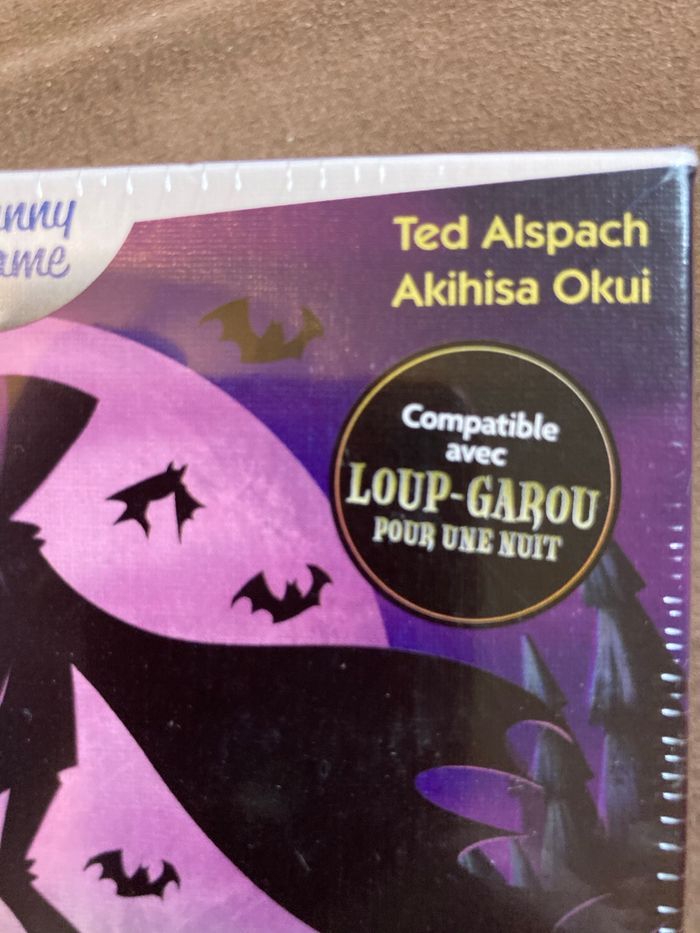 Ted Alspach
Akihisa Okui
Compatible
avec
LOUP-GAROU
POUR UNE NUIT